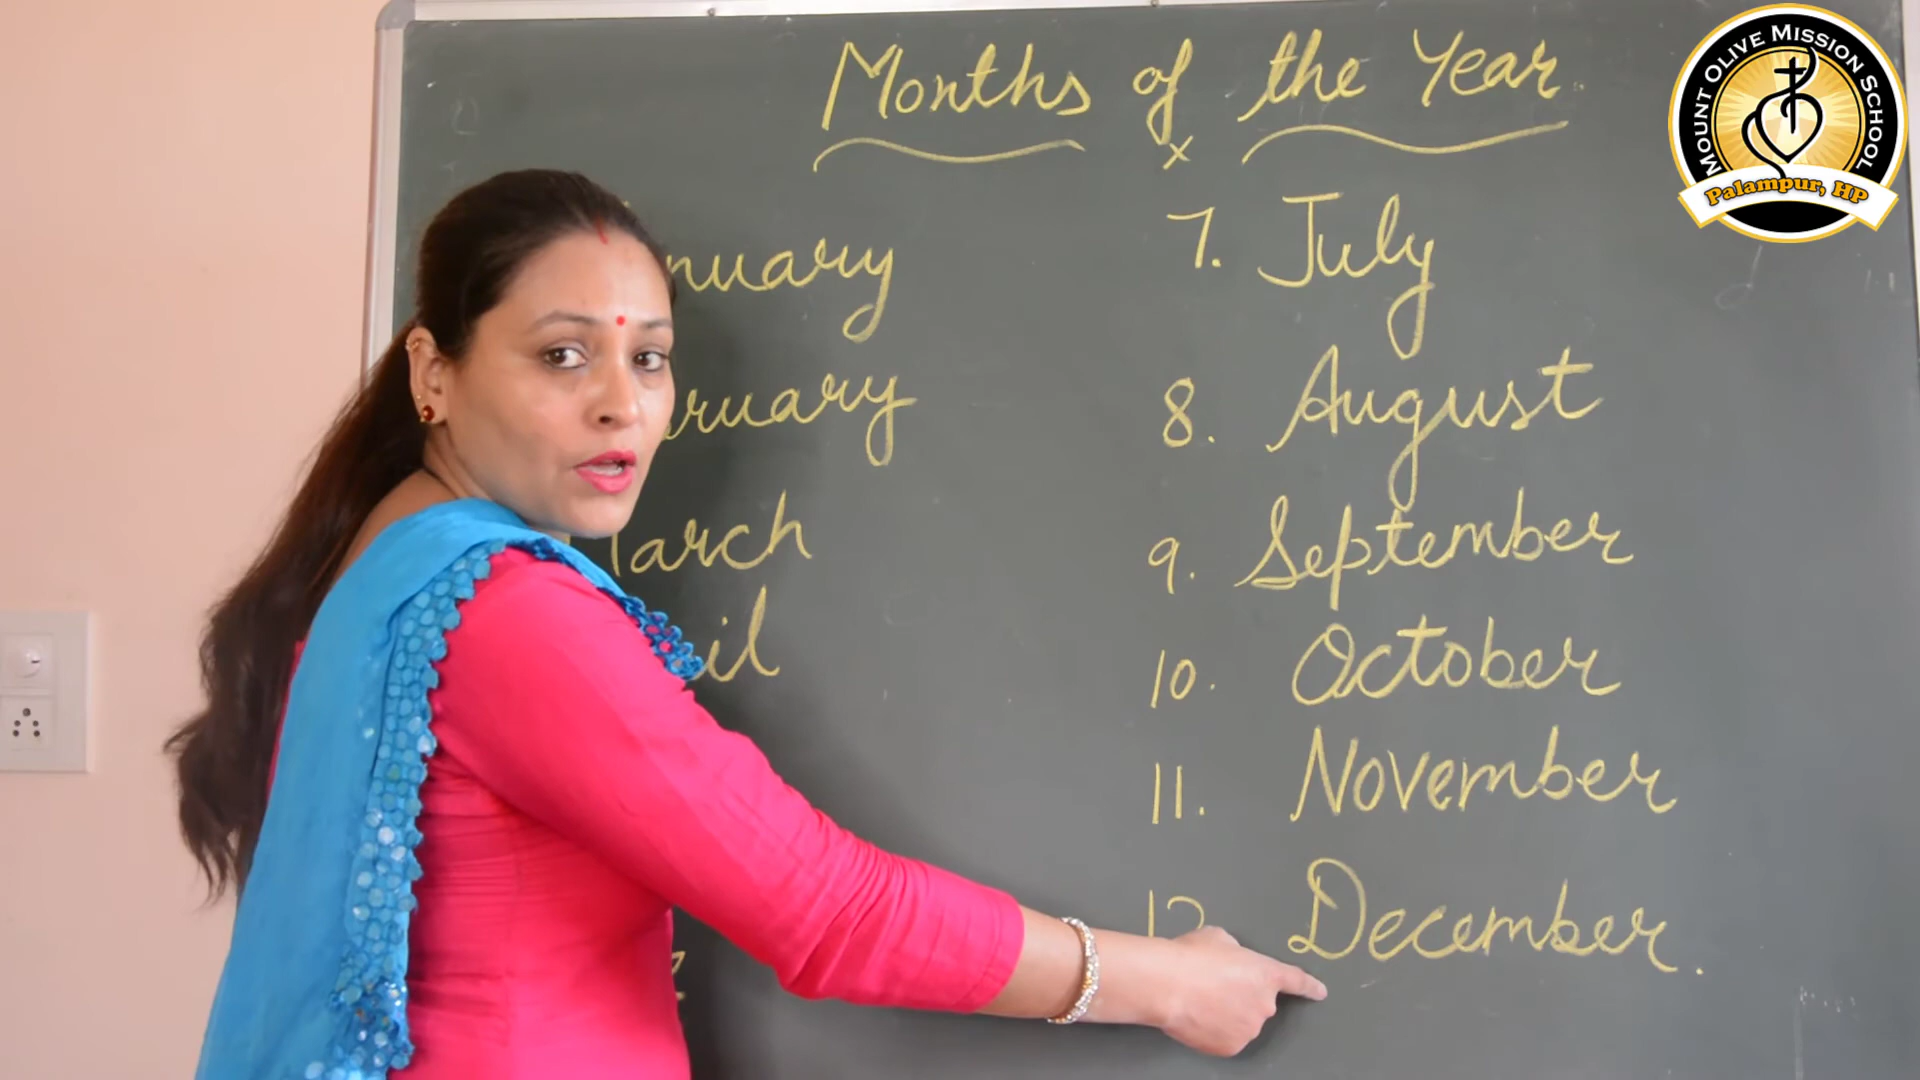 Months of the Year
nuary
ruary
arch
il
7. July
8. August
9. September
10. October
11. November
12. December.
MOUNT OLIVE MISSION SCHOOL
Palampur, HP